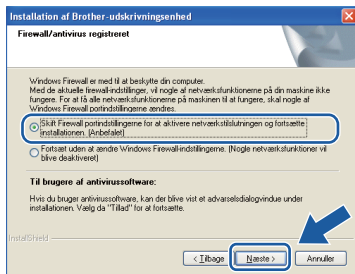 Installation af Brother-udskrivningsenhed
Firewall/antivirus registreret
Windows Firewall er med til at beskytte din computer.
Med de aktuelle firewall-indstillinger, vil nogle af netværksfunktionerne på din maskine ikke
fungere. For at få alle netværksfunktionerne på maskinen til at fungere, skal nogle af
Windows Firewall portindstillingerne ændres.
Skift Firewall portindstillingerne for at aktivere netværkstilslutningen og fortsætte
installationen. (Anbefalet)
Fortsæt uden at ændre Windows Firewall-indstillingerne. (Nogle netværksfunktioner vil
blive deaktiveret)
Til brugere af antivirussoftware:
Hvis du bruger antivirussoftware, kan der blive vist et advarselsdialogvindue under
installationen. Vælg da "Tillad" for at fortsætte.
InstallShield
< Tilbage
Næste >
Annuller